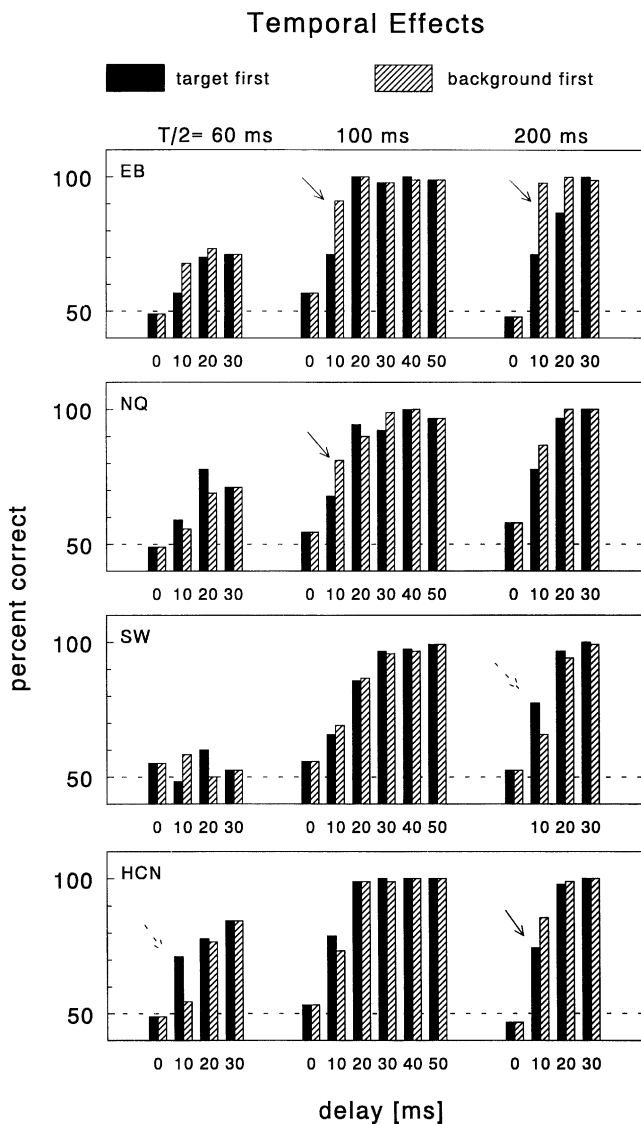 Temporal Effects
target first background first
T/2= 60 ms 100 ms 200 ms
EB
100
50
0 10 20 30 0 10 20 30 40 50 0 10 20 30
NQ
100
50
0 10 20 30 0 10 20 30 40 50 0 10 20 30
SW
100
50
0 10 20 30 0 10 20 30 40 50 10 20 30
HCN
100
50
0 10 20 30 0 10 20 30 40 50 0 10 20 30
percent correct
delay [ms]